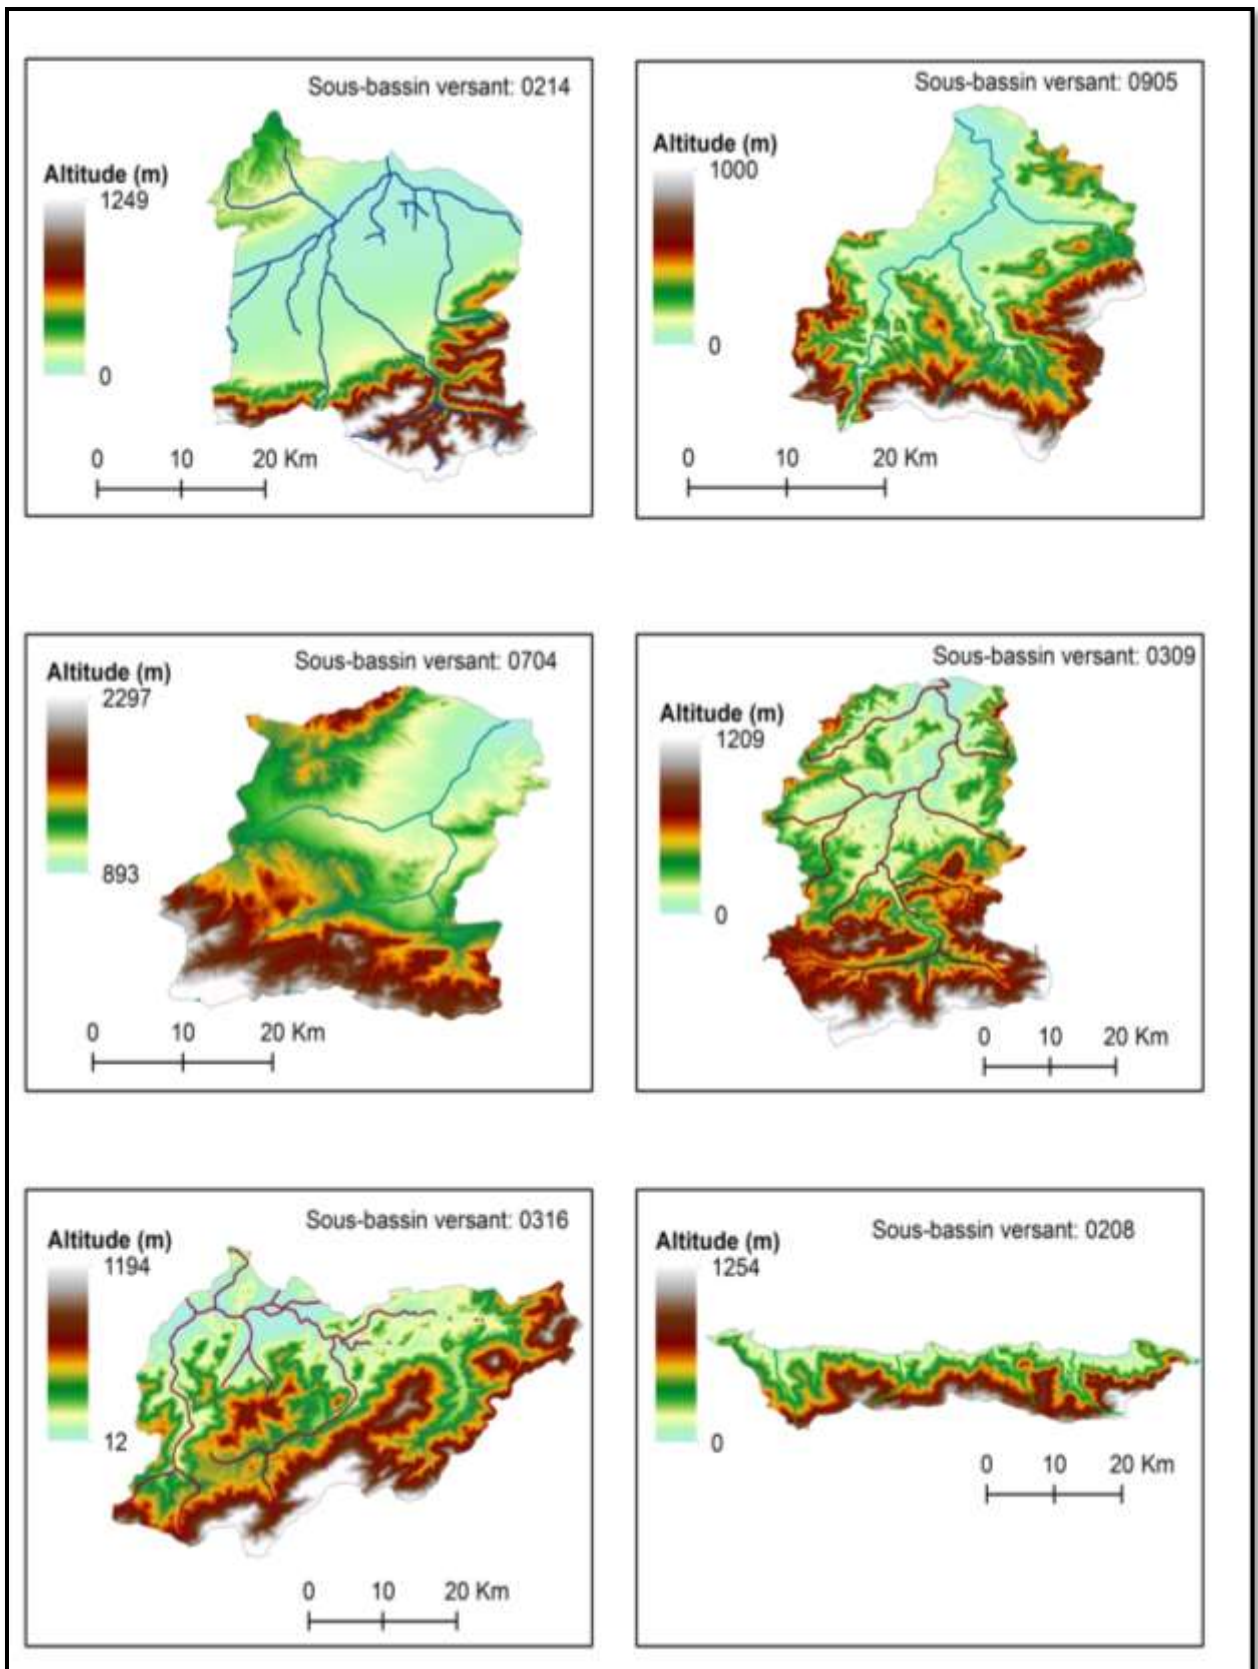 Sous-bassin versant: 0214
Altitude (m)
1249
0
0 10 20 Km
Sous-bassin versant: 0905
Altitude (m)
1000
0
0 10 20 Km
Sous-bassin versant: 0704
Altitude (m)
2297
893
0 10 20 Km
Sous-bassin versant: 0309
Altitude (m)
1209
0
0 10 20 Km
Sous-bassin versant: 0316
Altitude (m)
1194
12
0 10 20 Km
Sous-bassin versant: 0208
Altitude (m)
1254
0
0 10 20 Km